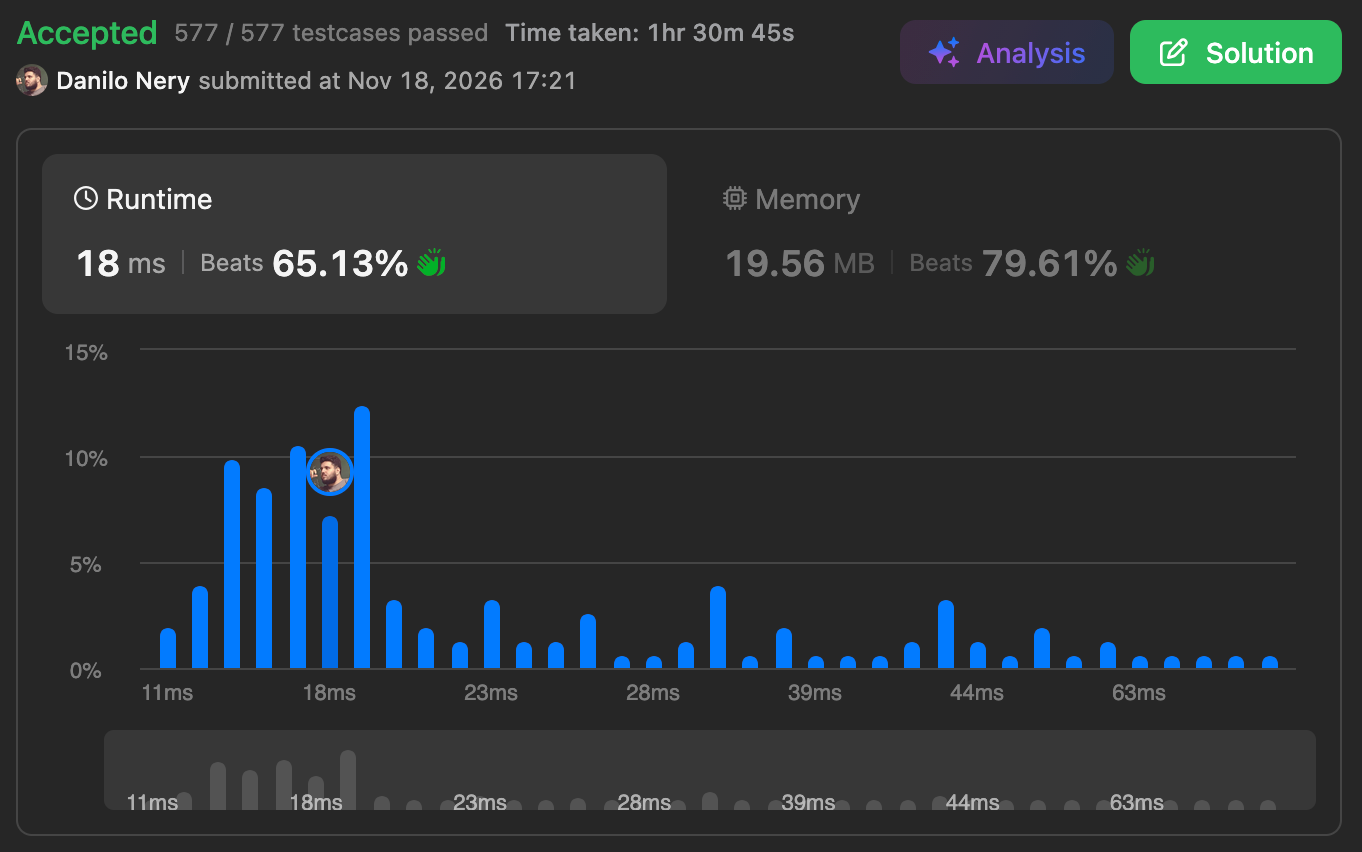 Accepted 577 / 577 testcases passed Time taken: 1hr 30m 45s
Analysis
Solution
Danilo Nery submitted at Nov 18, 2026 17:21
Runtime
18 ms | Beats 65.13%
Memory
19.56 MB | Beats 79.61%
15%
10%
5%
0%
11ms 18ms 23ms 28ms 39ms 44ms 63ms
11ms 18ms 23ms 28ms 39ms 44ms 63ms